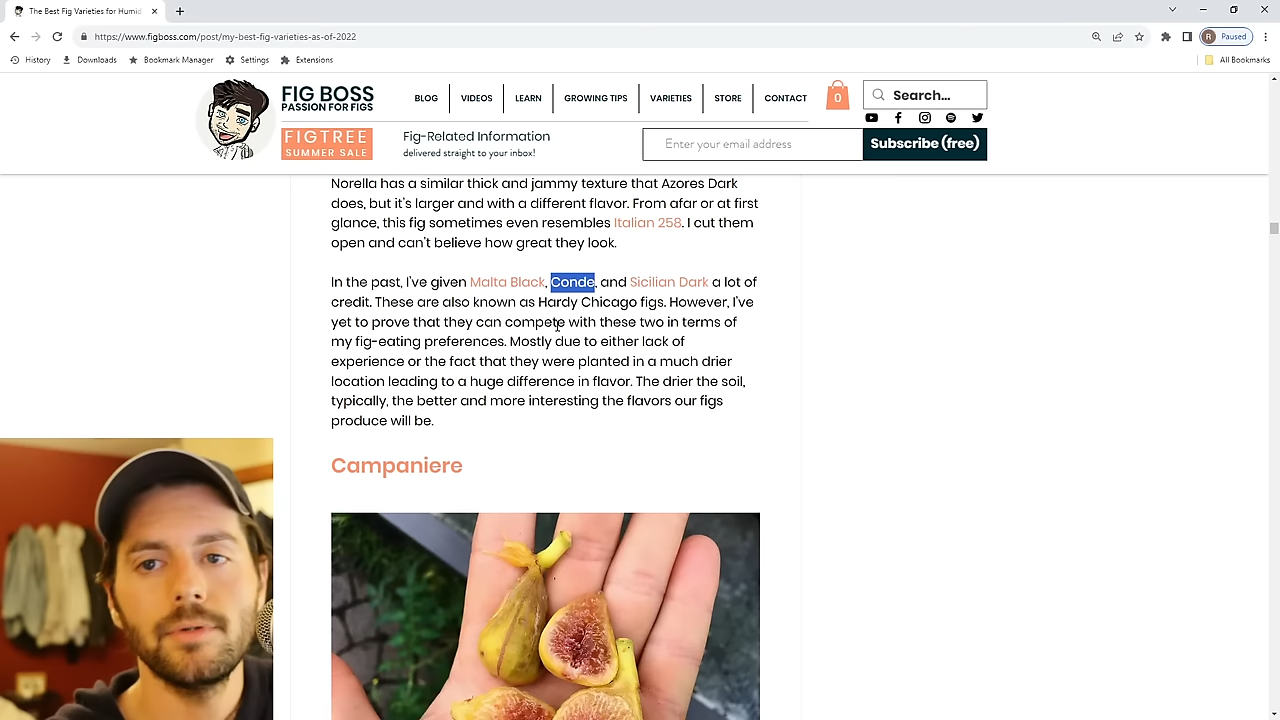 The Best Fig Varieties for Humid
https://www.figboss.com/post/my-best-fig-varieties-as-of-2022
R Paused
History Downloads Bookmark Manager Settings Extensions All Bookmarks
FIG BOSS
PASSION FOR FIGS
BLOG VIDEOS LEARN GROWING TIPS VARIETIES STORE CONTACT 0 Search...
FIGTREE
SUMMER SALE
Fig-Related Information
delivered straight to your inbox!
Enter your email address Subscribe (free)
Norella has a similar thick and jammy texture that Azores Dark
does, but it's larger and with a different flavor. From afar or at first
glance, this fig sometimes even resembles Italian 258. I cut them
open and can't believe how great they look.
In the past, I've given Malta Black, Conde, and Sicilian Dark a lot of
credit. These are also known as Hardy Chicago figs. However, I've
yet to prove that they can compete with these two in terms of
my fig-eating preferences. Mostly due to either lack of
experience or the fact that they were planted in a much drier
location leading to a huge difference in flavor. The drier the soil,
typically, the better and more interesting the flavors our figs
produce will be.
Campaniere